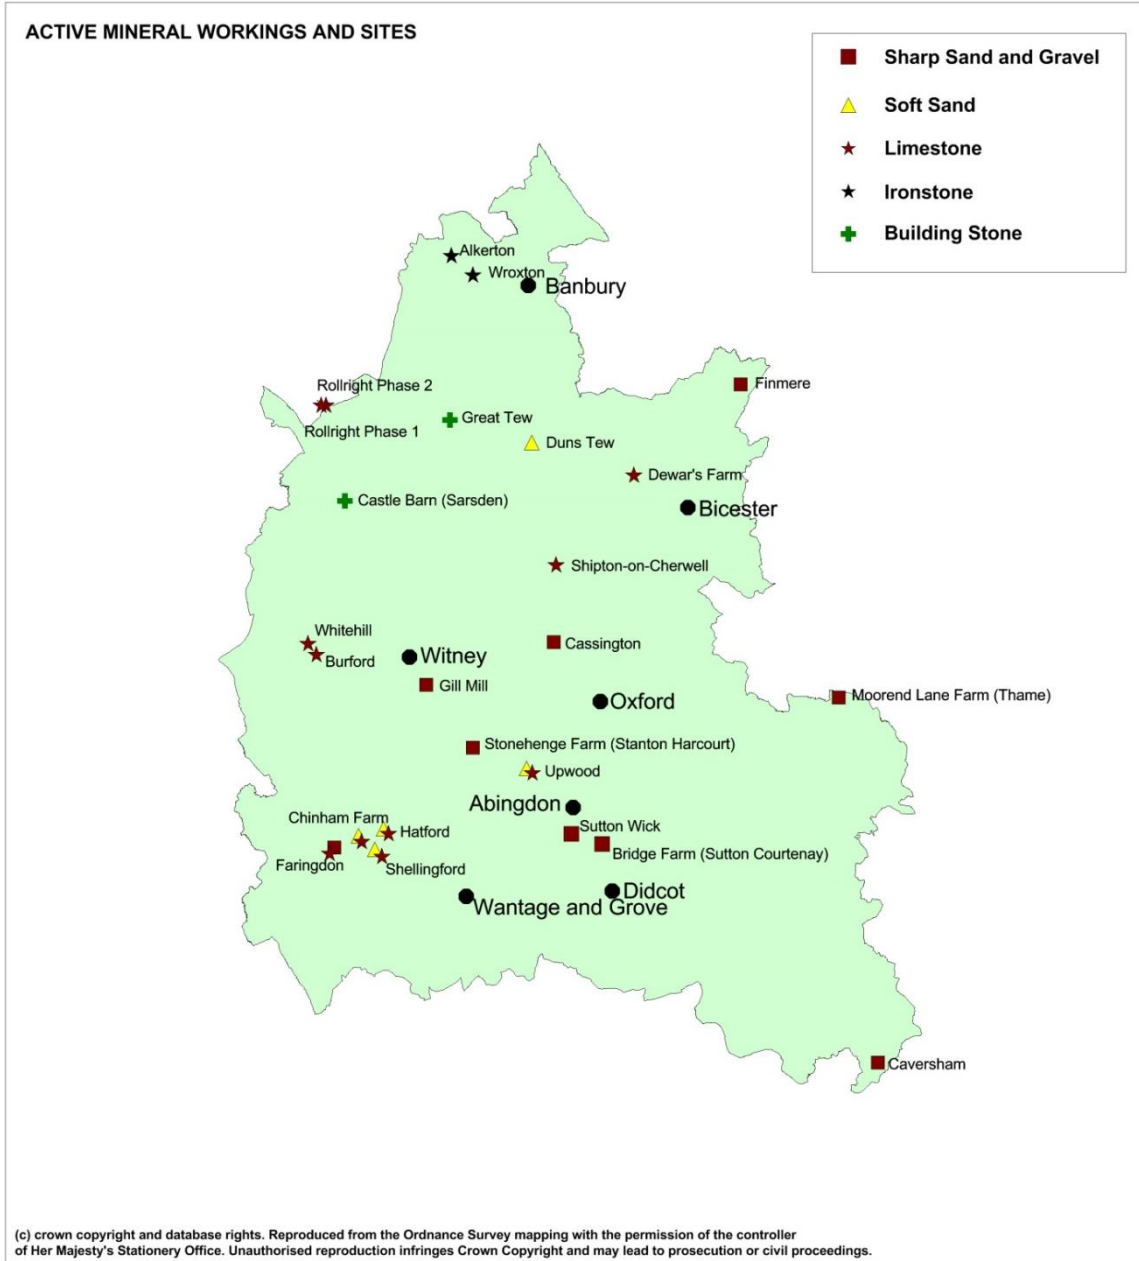 ACTIVE MINERAL WORKINGS AND SITES
Sharp Sand and Gravel
Soft Sand
Limestone
Ironstone
Building Stone
Alkerton
Wroxton
Banbury
Rollright Phase 2
Finmere
Rollright Phase 1
Great Tew
Duns Tew
Dewar's Farm
Castle Barn (Sarsden)
Bicester
Shipton-on-Cherwell
Whitehill
Burford
Witney
Cassington
Gill Mill
Oxford
Moorend Lane Farm (Thame)
Stonehenge Farm (Stanton Harcourt)
Upwood
Abingdon
Chinham Farm
Hatford
Sutton Wick
Bridge Farm (Sutton Courtenay)
Faringdon
Shellingford
Didcot
Wantage and Grove
Caversham
(c) crown copyright and database rights. Reproduced from the Ordnance Survey mapping with the permission of the controller
of Her Majesty's Stationery Office. Unauthorised reproduction infringes Crown Copyright and may lead to prosecution or civil proceedings.